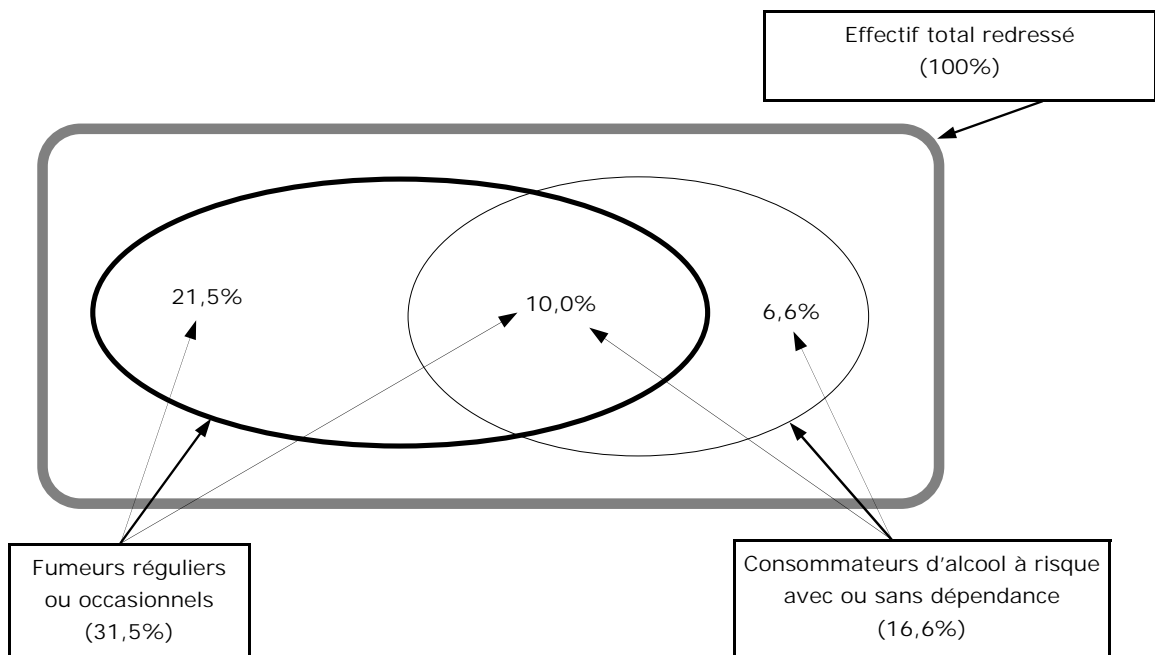 Effectif total redressé
(100%)
21,5%
10,0%
6,6%
Fumeurs réguliers
ou occasionnels
(31,5%)
Consommateurs d'alcool à risque
avec ou sans dépendance
(16,6%)